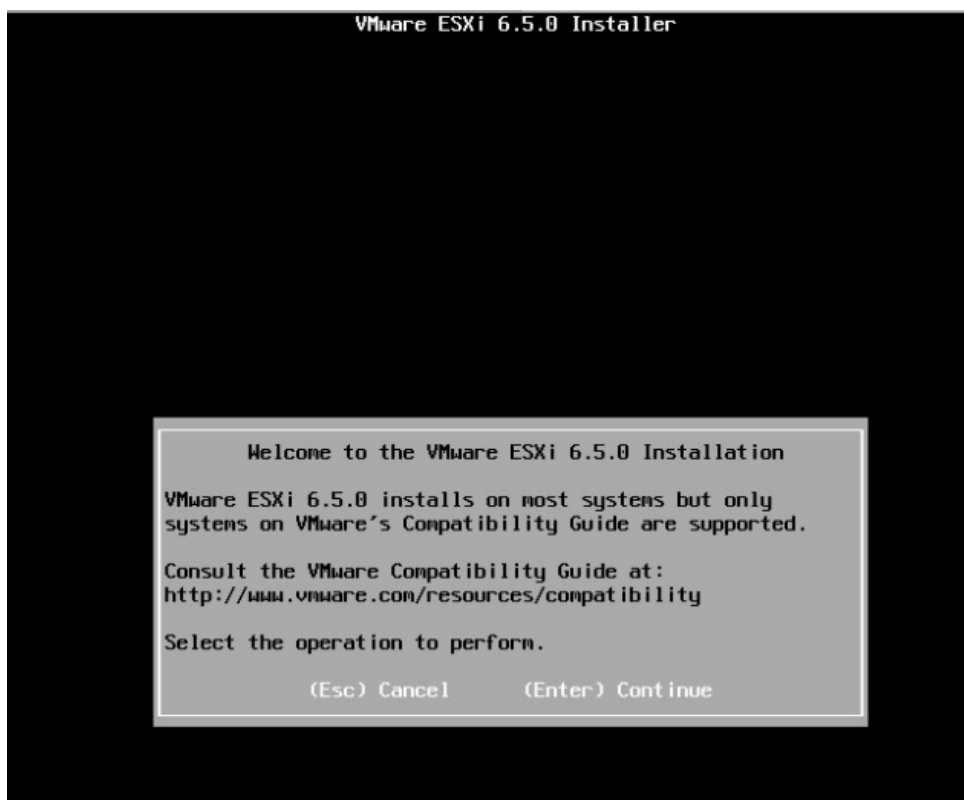 VMware ESXi 6.5.0 Installer
Welcome to the VMware ESXi 6.5.0 Installation
VMware ESXi 6.5.0 installs on most systems but only
systems on VMware's Compatibility Guide are supported.
Consult the VMware Compatibility Guide at:
http://www.vmware.com/resources/compatibility
Select the operation to perform.
(Esc) Cancel (Enter) Continue